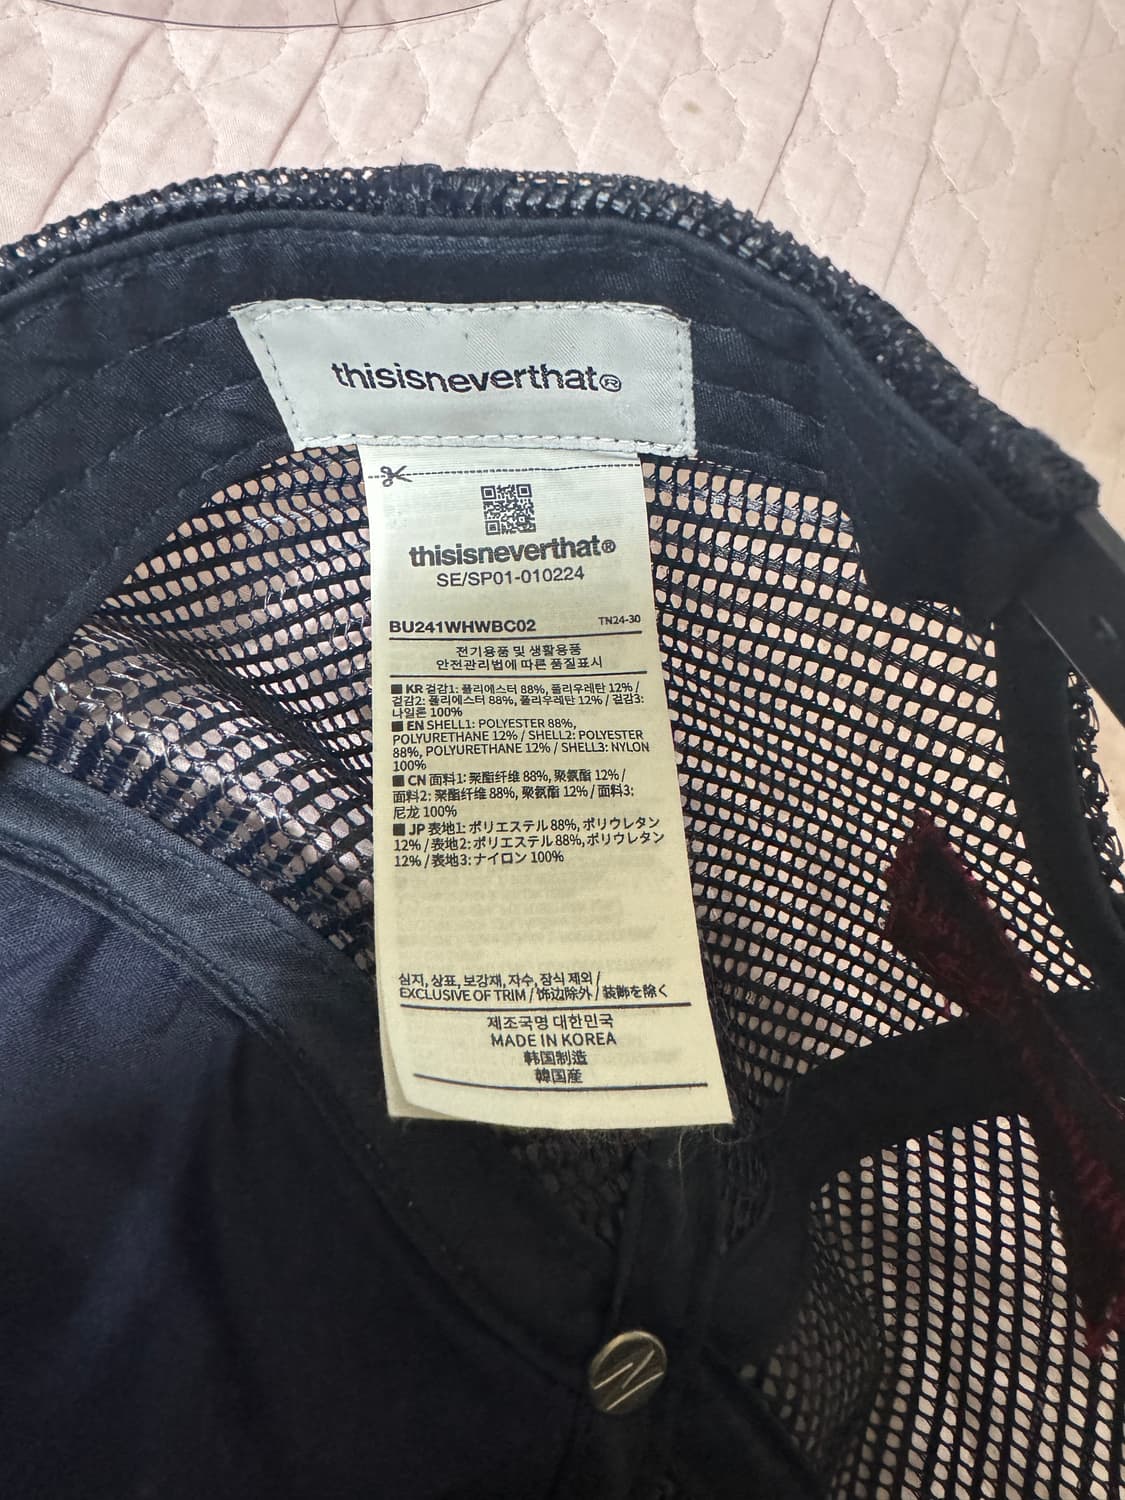 thisisneverthat®
thisisneverthat®
SE/SP01-010224
BU241WHWBC02 TN24-30
전기용품 및 생활용품
안전관리법에 따른 품질표시
■ KR 겉감1: 폴리에스터 88%, 폴리우레탄 12% /
겉감2: 폴리에스터 88%, 폴리우레탄 12% / 겉감3:
나일론 100%
■ EN SHELL1: POLYESTER 88%,
POLYURETHANE 12% / SHELL2: POLYESTER
88%, POLYURETHANE 12% / SHELL3: NYLON
100%
■ CN 面料1: 聚酯纤维 88%, 聚氨酯 12% /
面料2: 聚酯纤维 88%, 聚氨酯 12% / 面料3:
尼龙 100%
■ JP 表地1: ポリエステル 88%, ポリウレタン
12% / 表地2: ポリエステル 88%, ポリウレタン
12% / 表地3: ナイロン 100%
심지, 상표, 보강재, 자수, 장식 제외 /
EXCLUSIVE OF TRIM / 饰边除外 / 装飾を除く
제조국명 대한민국
MADE IN KOREA
韩国制造
韓国産